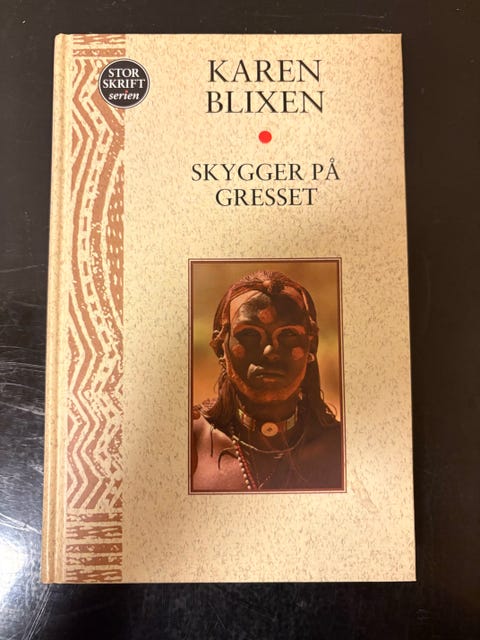 STOR
SKRIFT
serien
KAREN
BLIXEN
SKYGGER PÅ
GRESSET